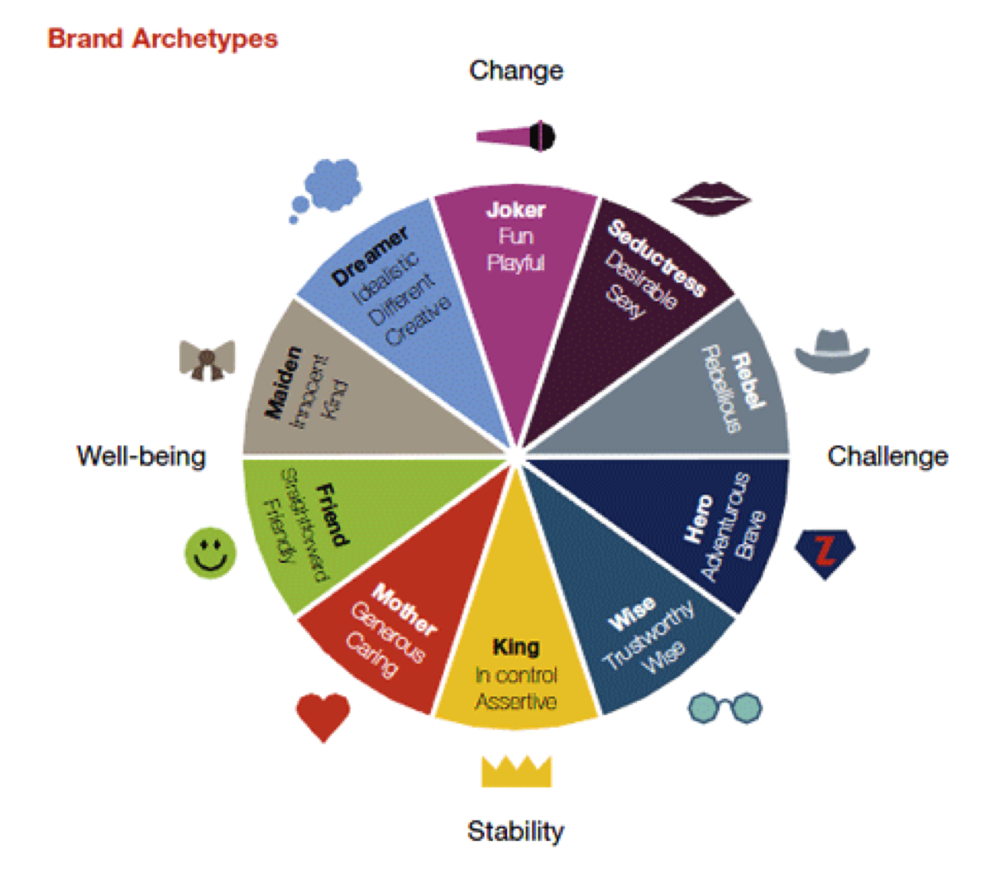 Brand Archetypes
Change
Joker
Fun
Playful
Seductress
Desirable
Sexy
Rebel
Rebellious
Challenge
Hero
Adventurous
Brave
Z
Wise
Trustworthy
Wise
King
In control
Assertive
Stability
Mother
Generous
Caring
Friend
Straightforward
Friendly
Well-being
Maiden
Innocent
Kind
Dreamer
Idealistic
Different
Creative